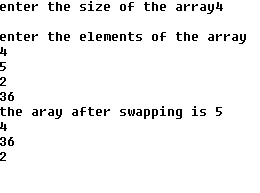 enter the size of the array4
enter the elements of the array
4
5
2
36
the aray after swapping is 5
4
36
2